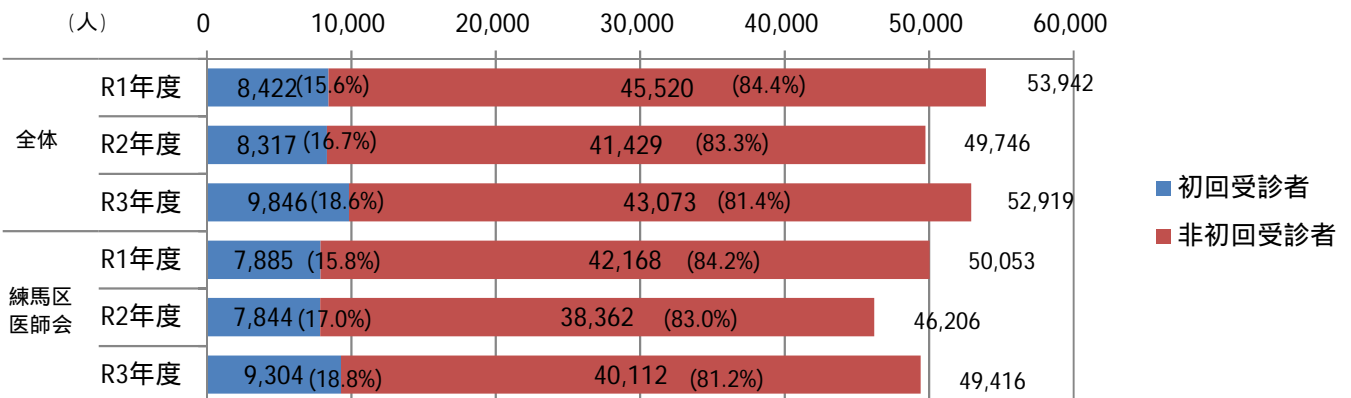 （人） 0 10,000 20,000 30,000 40,000 50,000 60,000
全体
R1年度 8,422(15.6%) 45,520 (84.4%) 53,942
R2年度 8,317 (16.7%) 41,429 (83.3%) 49,746
R3年度 9,846(18.6%) 43,073 (81.4%) 52,919
練馬区
医師会
R1年度 7,885 (15.8%) 42,168 (84.2%) 50,053
R2年度 7,844 (17.0%) 38,362 (83.0%) 46,206
R3年度 9,304 (18.8%) 40,112 (81.2%) 49,416
初回受診者
非初回受診者